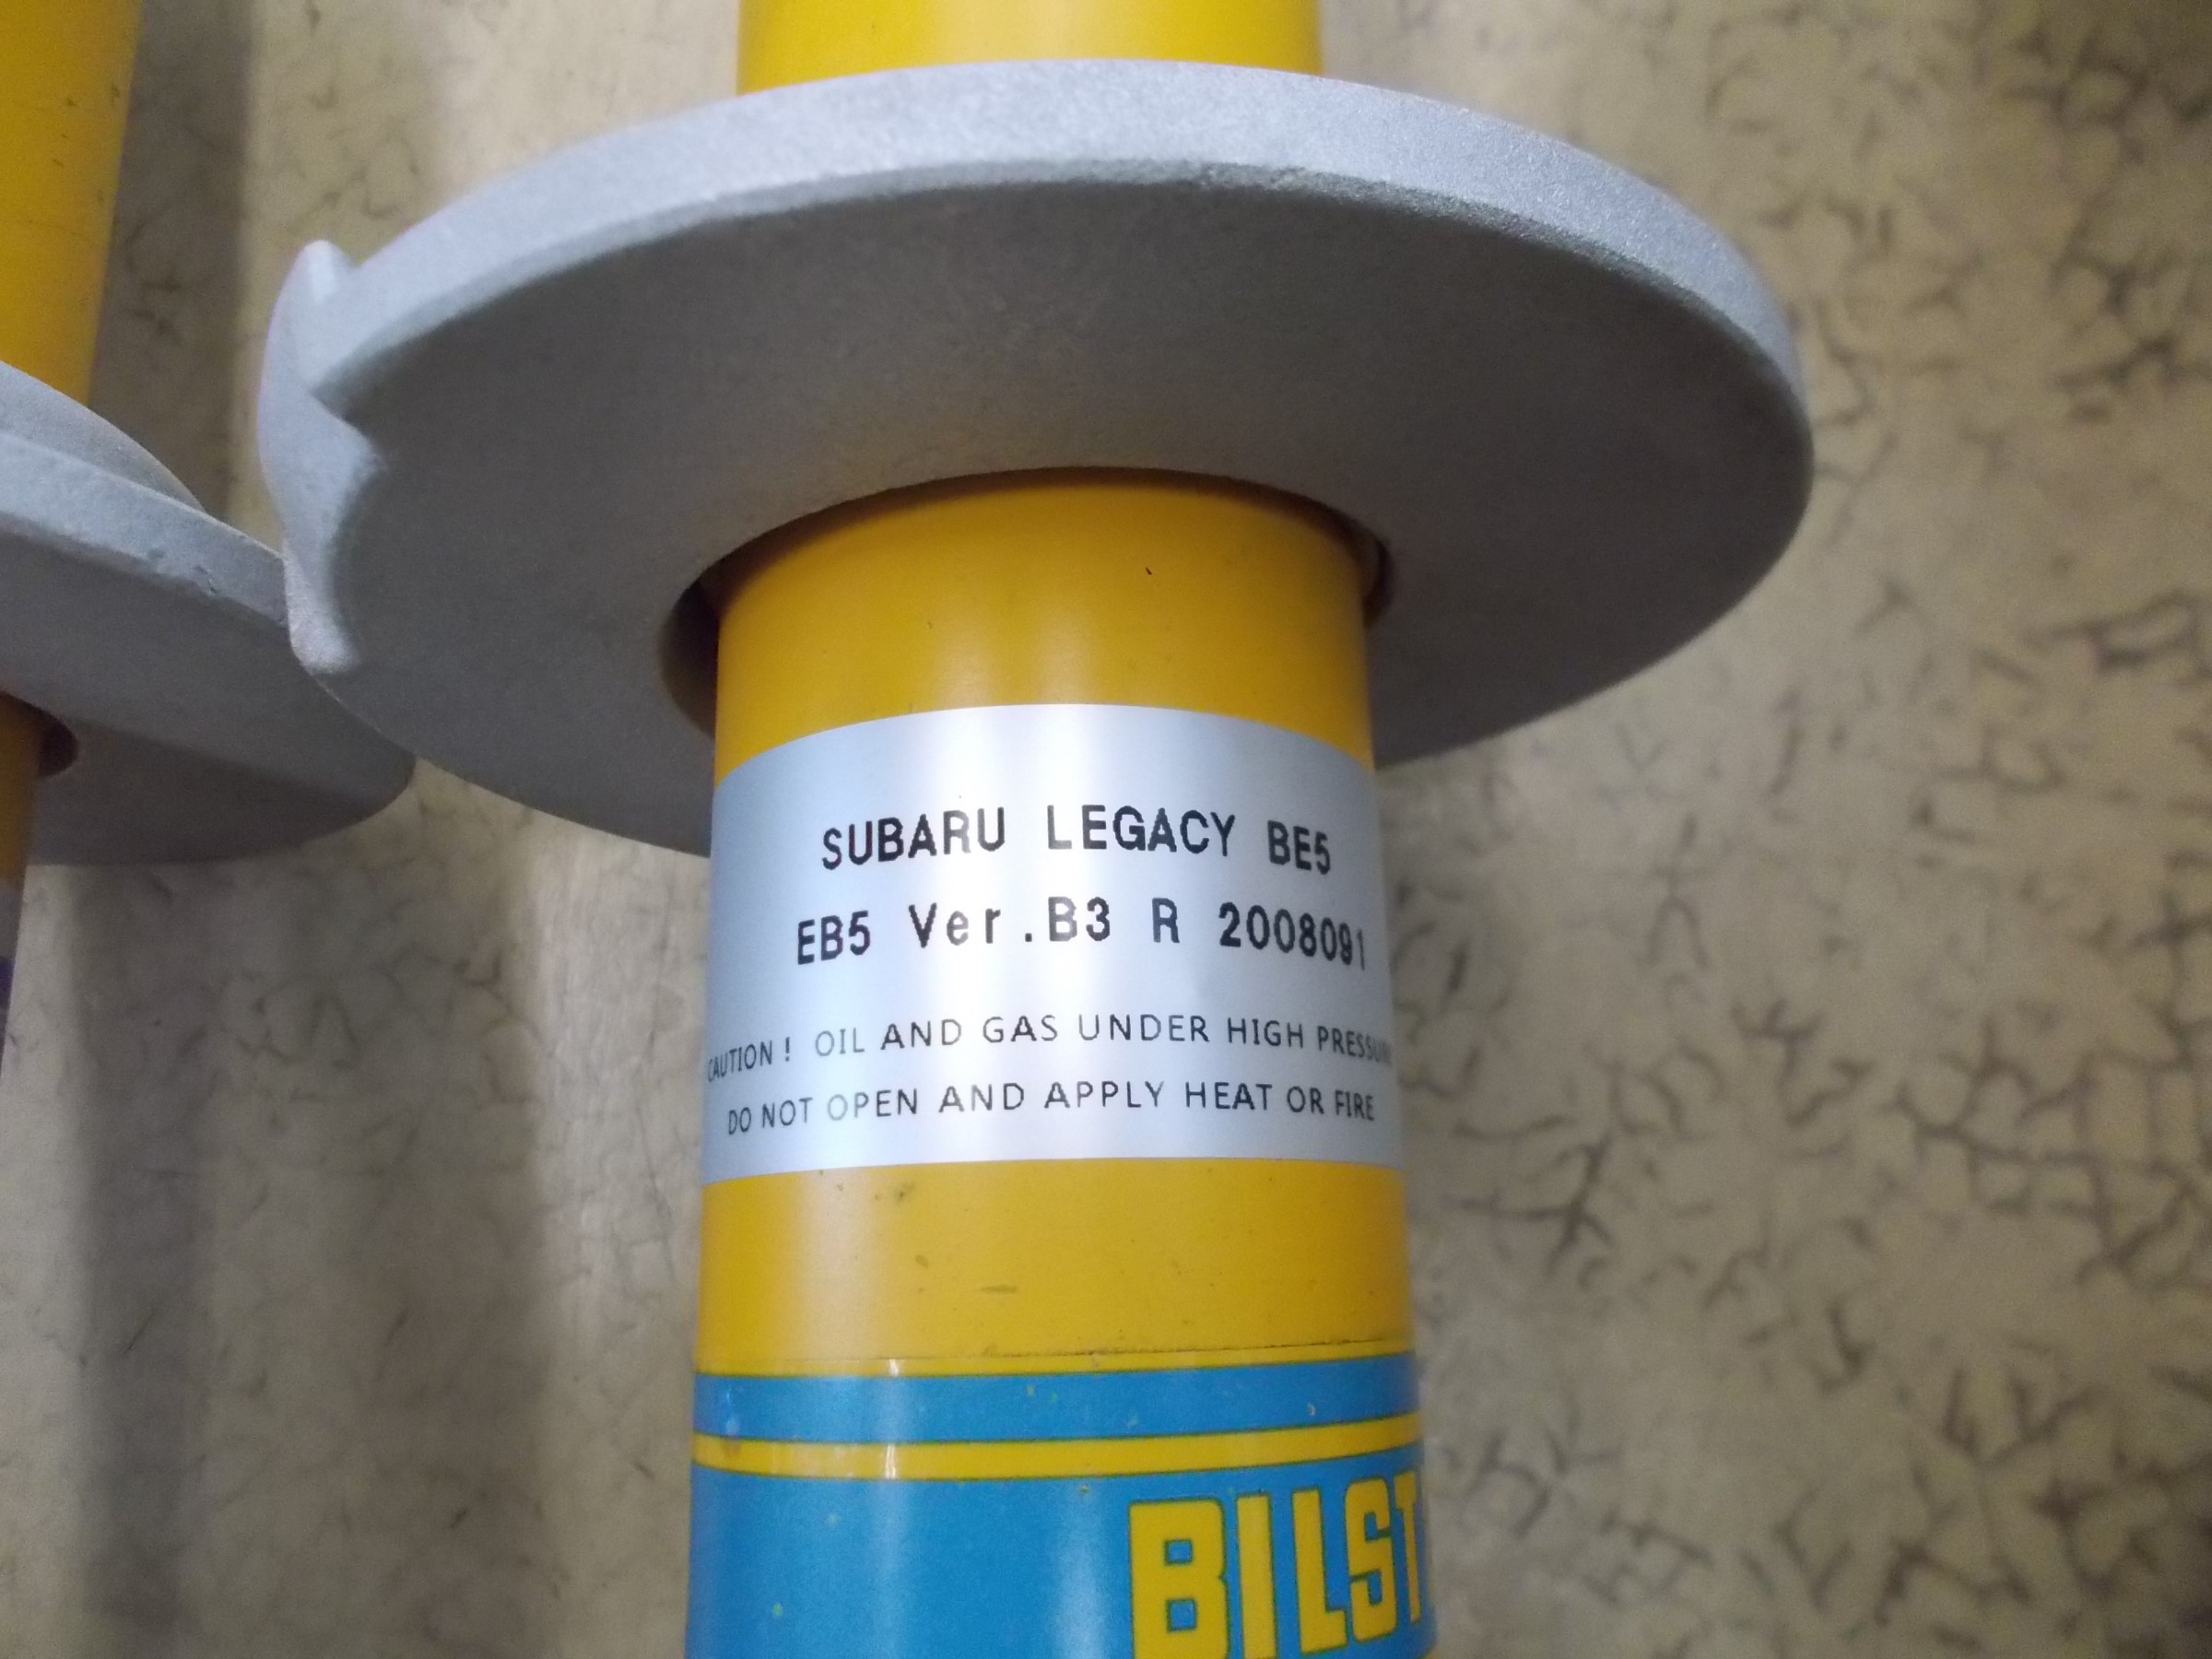 SUBARU LEGACY BE5
EB5 Ver.B3 R 2008091
CAUTION ! OIL AND GAS UNDER HIGH PRESSUR
DO NOT OPEN AND APPLY HEAT OR FIRE
BILST